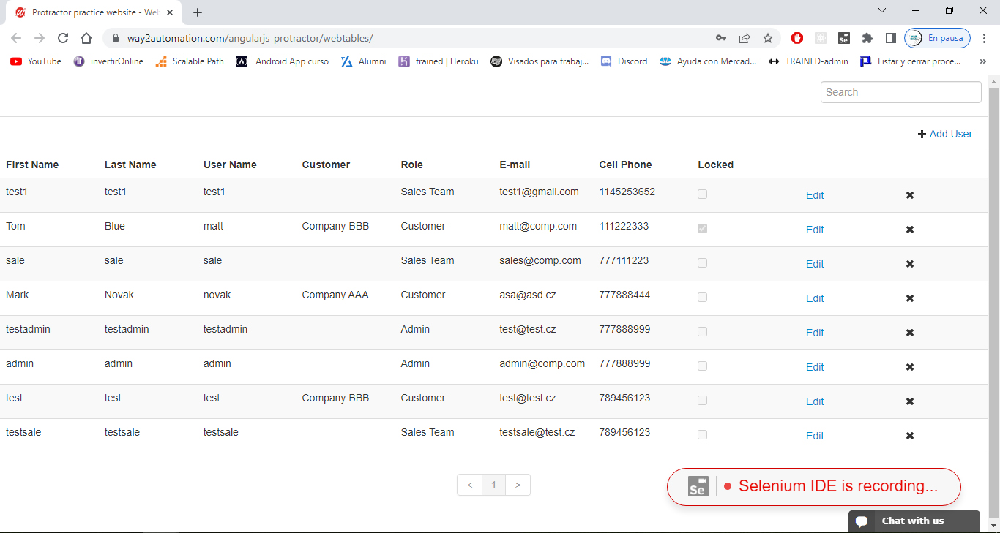 Protractor practice website - Web
way2automation.com/angularjs-protractor/webtables/
Se
En pausa
YouTube
invertirOnline
Scalable Path
Android App curso
Alumni
trained | Heroku
Visados para trabaj...
Discord
Ayuda con Mercad...
TRAINED-admin
Listar y cerrar proce...
»
Search
Add User
First Name Last Name User Name Customer Role E-mail Cell Phone Locked
test1 test1 test1 Sales Team test1@gmail.com 1145253652 Edit
Tom Blue matt Company BBB Customer matt@comp.com 111222333 Edit
sale sale sale Sales Team sales@comp.com 777111223 Edit
Mark Novak novak Company AAA Customer asa@asd.cz 777888444 Edit
testadmin testadmin testadmin Admin test@test.cz 777888999 Edit
admin admin admin Admin admin@comp.com 777888999 Edit
test test test Company BBB Customer test@test.cz 789456123 Edit
testsale testsale testsale Sales Team testsale@test.cz 789456123 Edit
< 1 >
Se Selenium IDE is recording...
Chat with us